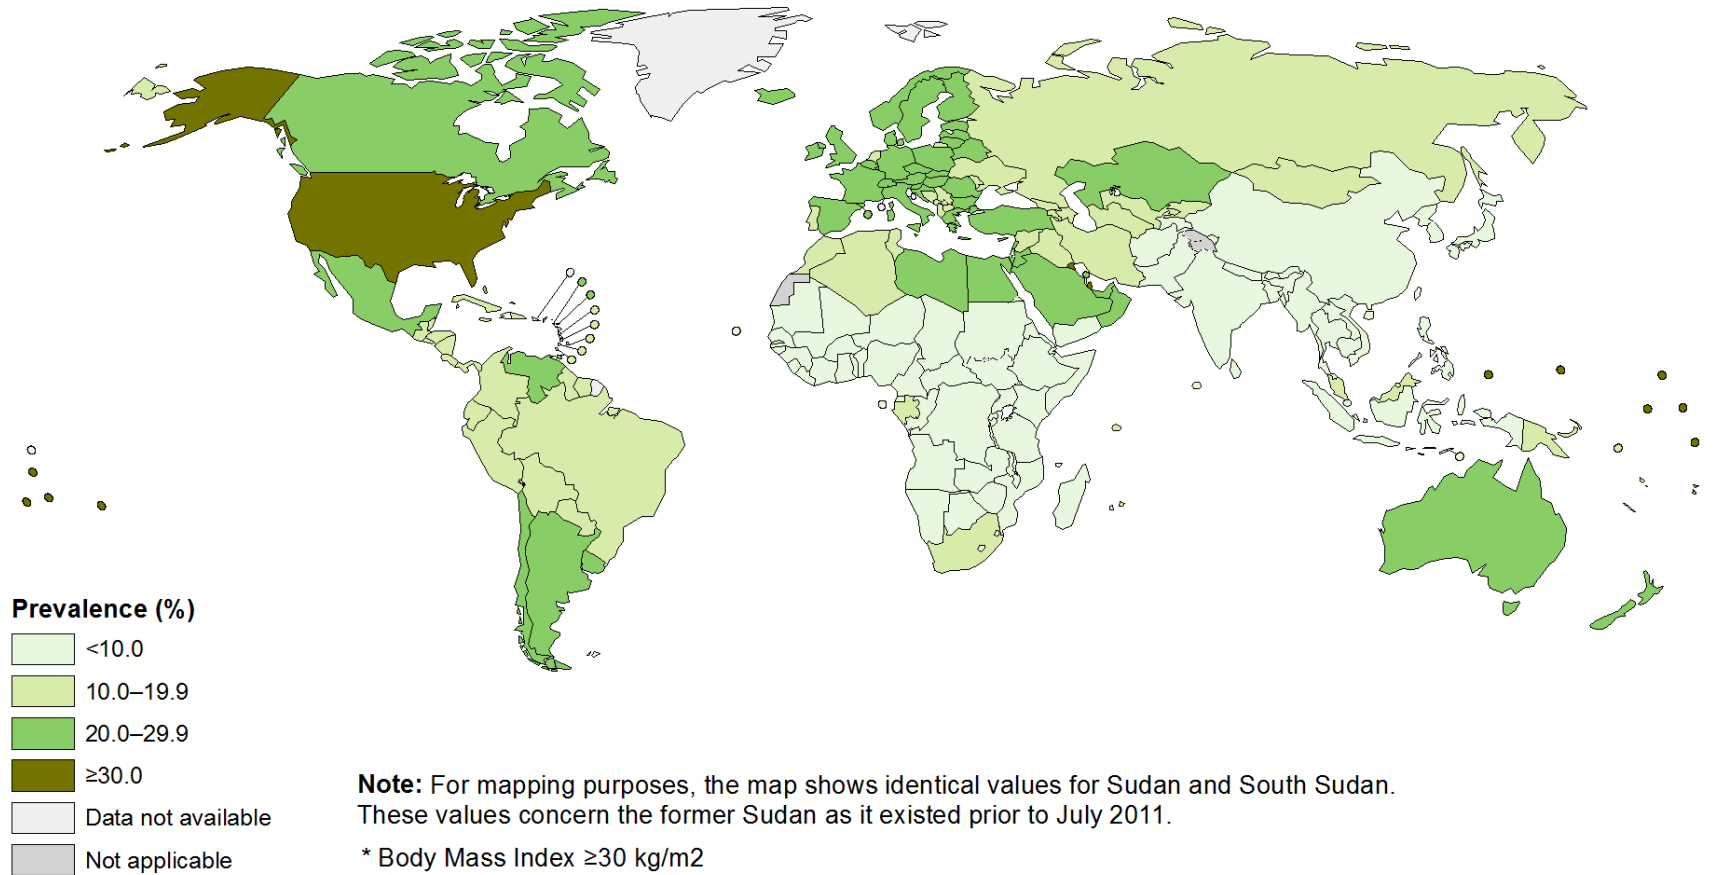 Prevalence (%)
<10.0
10.0–19.9
20.0–29.9
≥30.0
Data not available
Not applicable
Note: For mapping purposes, the map shows identical values for Sudan and South Sudan.
These values concern the former Sudan as it existed prior to July 2011.
* Body Mass Index ≥30 kg/m2